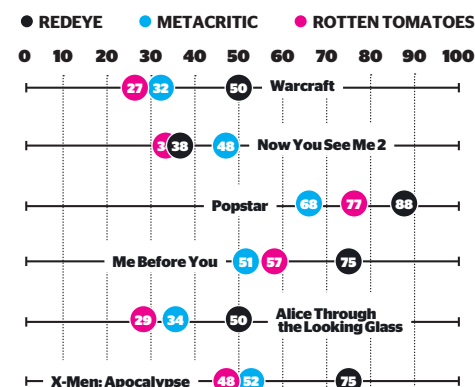 REDEYE METACRITIC ROTTEN TOMATOES
0 10 20 30 40 50 60 70 80 90 100
27 32 50 Warcraft
38 48 Now You See Me 2
Popstar 68 77 88
Me Before You 51 57 75
29 34 50 Alice Through
the Looking Glass
X-Men: Apocalypse 48 52 75